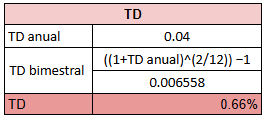 TD
TD anual 0.04
TD bimestral ((1+TD anual)^(2/12)) −1
0.006558
TD 0.66%